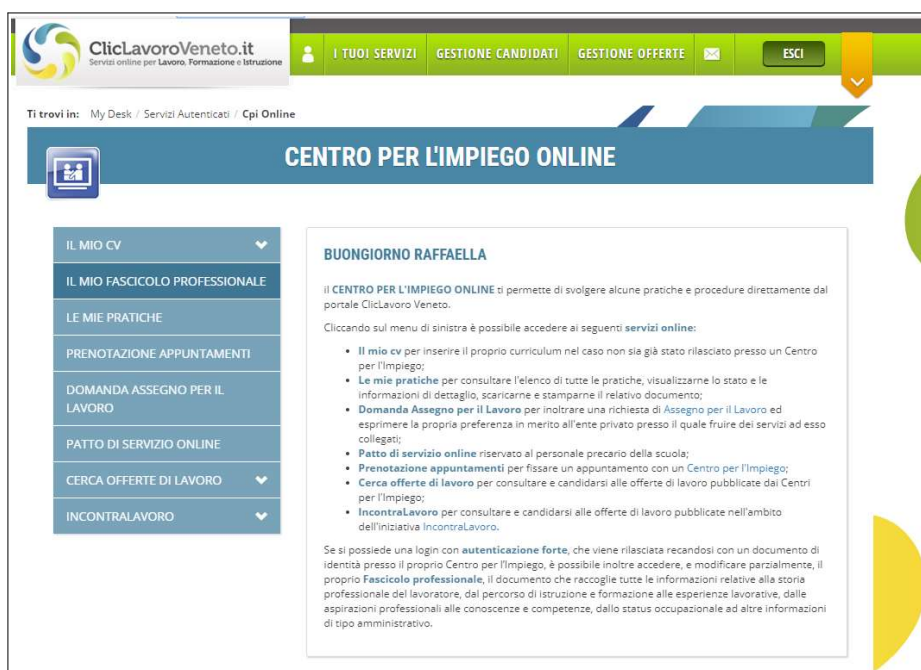 ClicLavoroVeneto.it
Servizi online per Lavoro, Formazione e Istruzione
I TUOI SERVIZI GESTIONE CANDIDATI GESTIONE OFFERTE ESCI
Ti trovi in: My Desk / Servizi Autenticati / Cpi Online
CENTRO PER L'IMPIEGO ONLINE
IL MIO CV
IL MIO FASCICOLO PROFESSIONALE
LE MIE PRATICHE
PRENOTAZIONE APPUNTAMENTI
DOMANDA ASSEGNO PER IL
LAVORO
PATTO DI SERVIZIO ONLINE
CERCA OFFERTE DI LAVORO
INCONTRALAVORO
BUONGIORNO RAFFAELLA
il CENTRO PER L'IMPIEGO ONLINE ti permette di svolgere alcune pratiche e procedure direttamente dal
portale ClicLavoro Veneto.
Cliccando sul menu di sinistra è possibile accedere ai seguenti servizi online:
• Il mio cv per inserire il proprio curriculum nel caso non sia già stato rilasciato presso un Centro
per l'Impiego;
• Le mie pratiche per consultare l'elenco di tutte le pratiche, visualizzarne lo stato e le
informazioni di dettaglio, scaricarne e stamparne il relativo documento;
• Domanda Assegno per il Lavoro per inoltrare una richiesta di Assegno per il Lavoro ed
esprimere la propria preferenza in merito all'ente privato presso il quale fruire dei servizi ad esso
collegati;
• Patto di servizio online riservato al personale precario della scuola;
• Prenotazione appuntamenti per fissare un appuntamento con un Centro per l'Impiego;
• Cerca offerte di lavoro per consultare e candidarsi alle offerte di lavoro pubblicate dai Centri
per l'Impiego;
• IncontraLavoro per consultare e candidarsi alle offerte di lavoro pubblicate nell'ambito
dell'iniziativa IncontraLavoro.
Se si possiede una login con autenticazione forte, che viene rilasciata recandosi con un documento di
identità presso il proprio Centro per l'Impiego, è possibile inoltre accedere, e modificare parzialmente, il
proprio Fascicolo professionale, il documento che raccoglie tutte le informazioni relative alla storia
professionale del lavoratore, dal percorso di istruzione e formazione alle esperienze lavorative, dalle
aspirazioni professionali alle conoscenze e competenze, dallo status occupazionale ad altre informazioni
di tipo amministrativo.